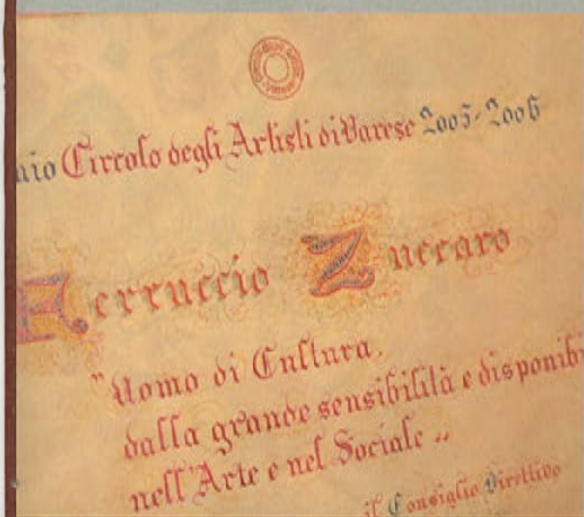 Circolo degli Artisti di Varese 2005-2006
Ferruccio Zuccaro
"Uomo di Cultura,
dalla grande sensibilità e disponibi
nell'Arte e nel Sociale „
il Consiglio Direttivo